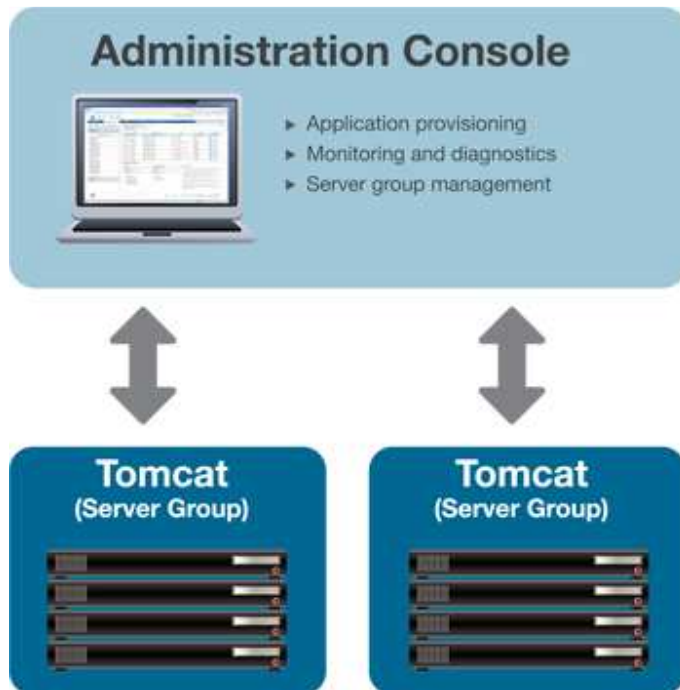 Administration Console
Application provisioning
Monitoring and diagnostics
Server group management
Tomcat
(Server Group)
Tomcat
(Server Group)